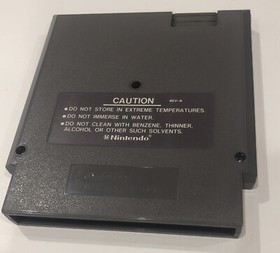 CAUTION
REV-A
•DO NOT STORE IN EXTREME TEMPERATURES.
•DO NOT IMMERSE IN WATER.
•DO NOT CLEAN WITH BENZENE, THINNER,
ALCOHOL OR OTHER SUCH SOLVENTS.
Nintendo